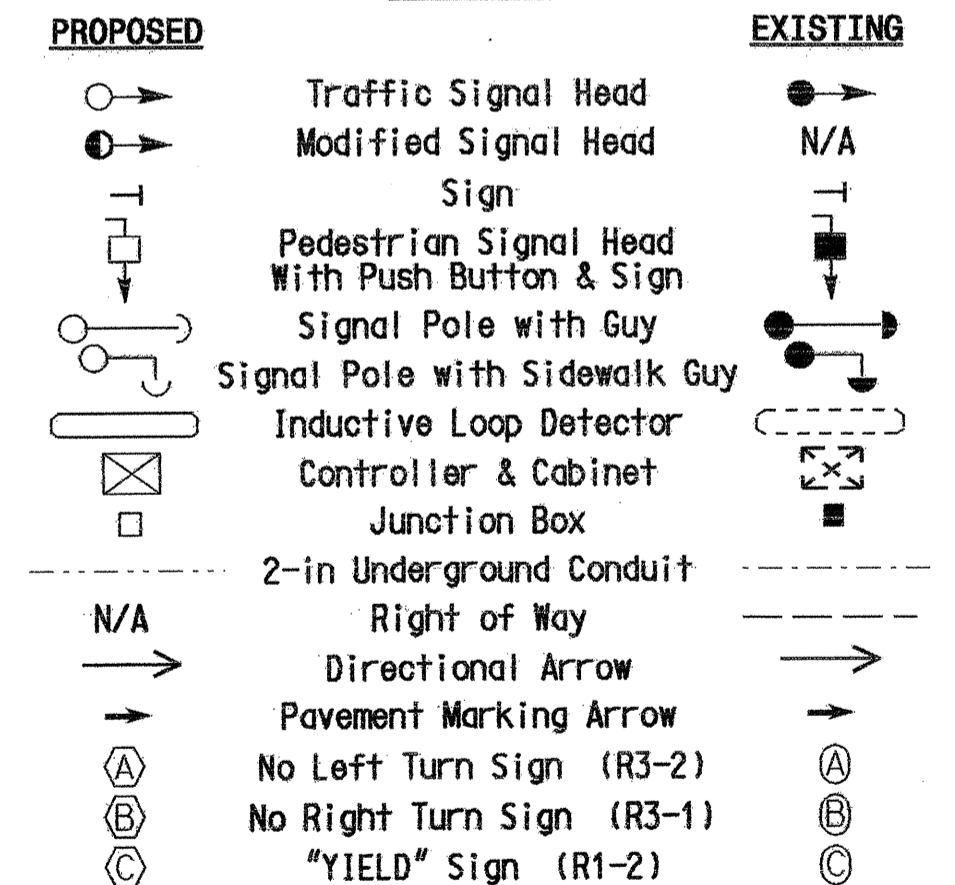 PROPOSED EXISTING
Traffic Signal Head
Modified Signal Head N/A
Sign
Pedestrian Signal Head
With Push Button & Sign
Signal Pole with Guy
Signal Pole with Sidewalk Guy
Inductive Loop Detector
Controller & Cabinet
Junction Box
2-in Underground Conduit
N/A Right of Way
Directional Arrow
Pavement Marking Arrow
A No Left Turn Sign (R3-2) A
B No Right Turn Sign (R3-1) B
C "YIELD" Sign (R1-2) C